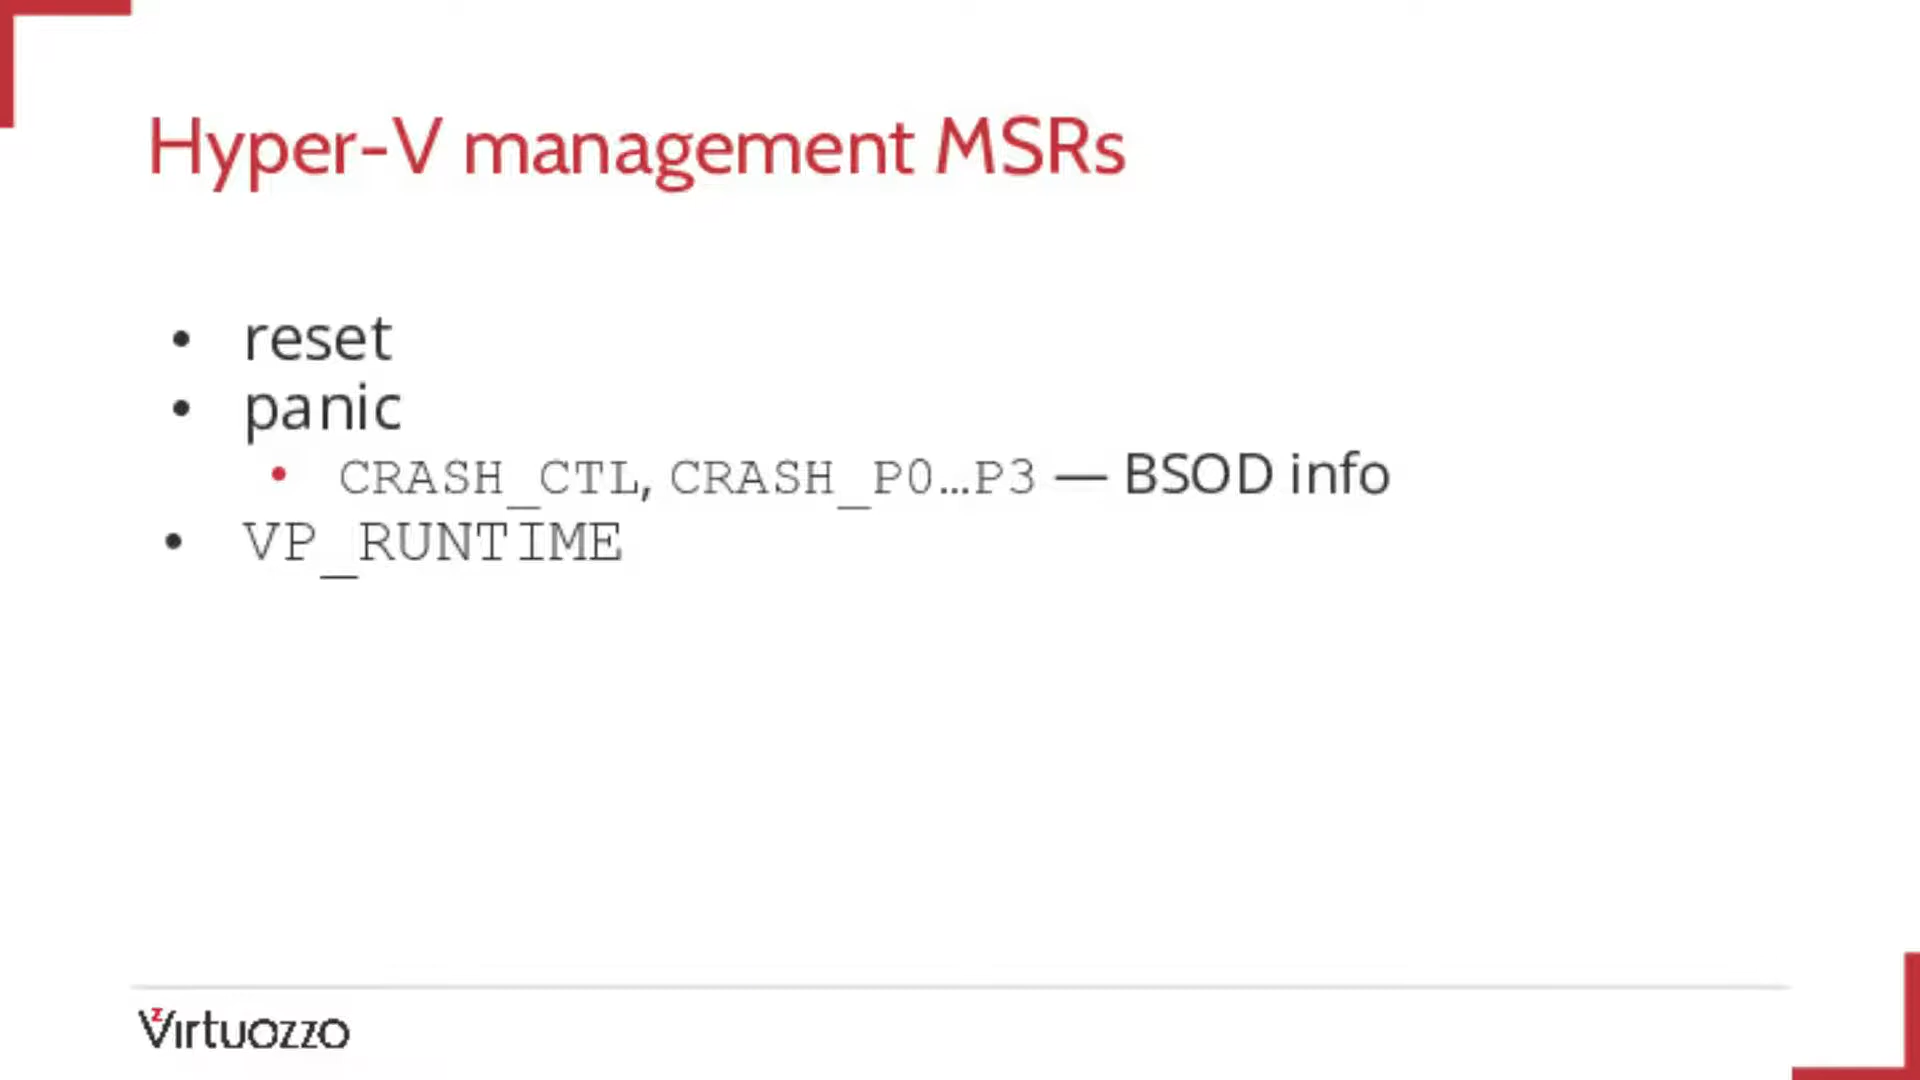 Hyper-V management MSRs
• reset
• panic
• CRASH_CTL, CRASH_P0…P3 — BSOD info
• VP_RUNTIME
Virtuozzo